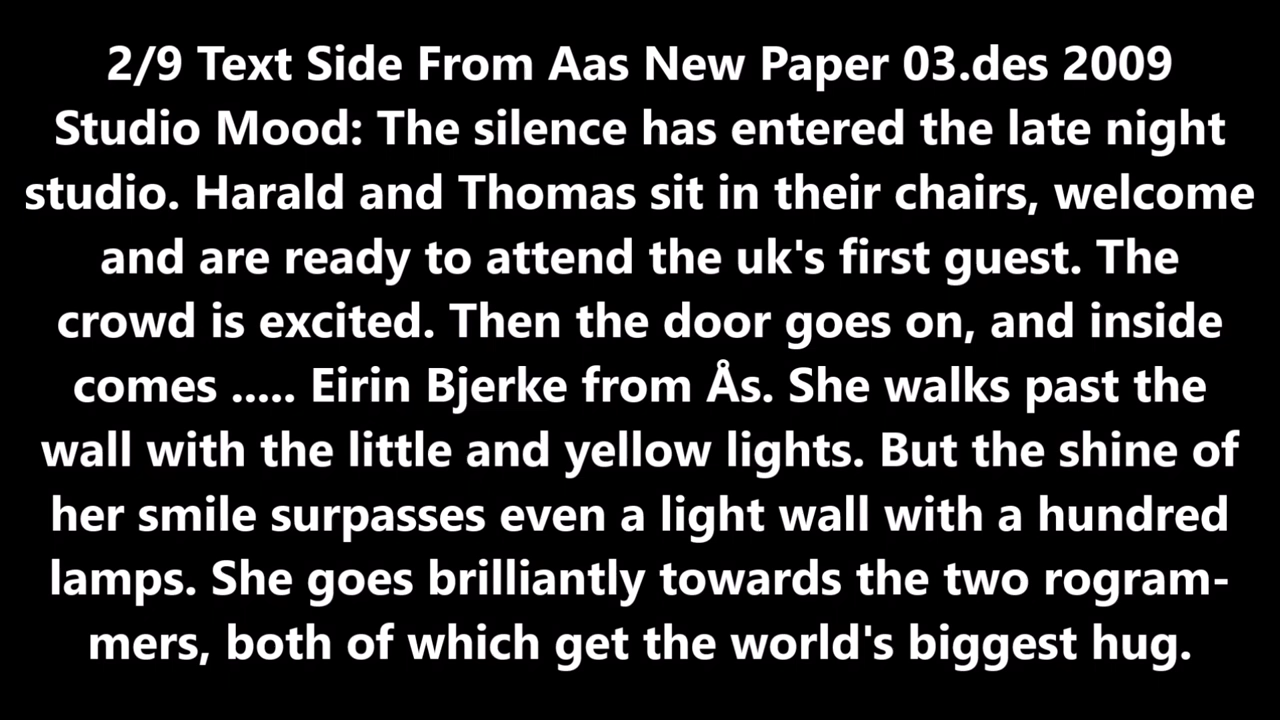 2/9 Text Side From Aas New Paper 03.des 2009
Studio Mood: The silence has entered the late night
studio. Harald and Thomas sit in their chairs, welcome
and are ready to attend the uk's first guest. The
crowd is excited. Then the door goes on, and inside
comes ..... Eirin Bjerke from Ås. She walks past the
wall with the little and yellow lights. But the shine of
her smile surpasses even a light wall with a hundred
lamps. She goes brilliantly towards the two rogram-
mers, both of which get the world's biggest hug.